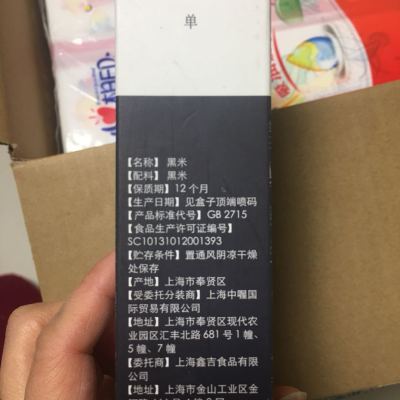 单
【名称】黑米
【配料】黑米
【保质期】12个月
【生产日期】见盒子顶端喷码
【产品标准代号】GB 2715
【食品生产许可证编号】
SC10131012001393
【贮存条件】置通风阴凉干燥
处保存
【产地】上海市奉贤区
【受委托分装商】上海中喔国
际贸易有限公司
【地址】上海市奉贤区现代农
业园区汇丰北路681号1幢、
5幢、7幢
【委托商】上海鑫吉食品有限
公司
【地址】上海市金山工业区金